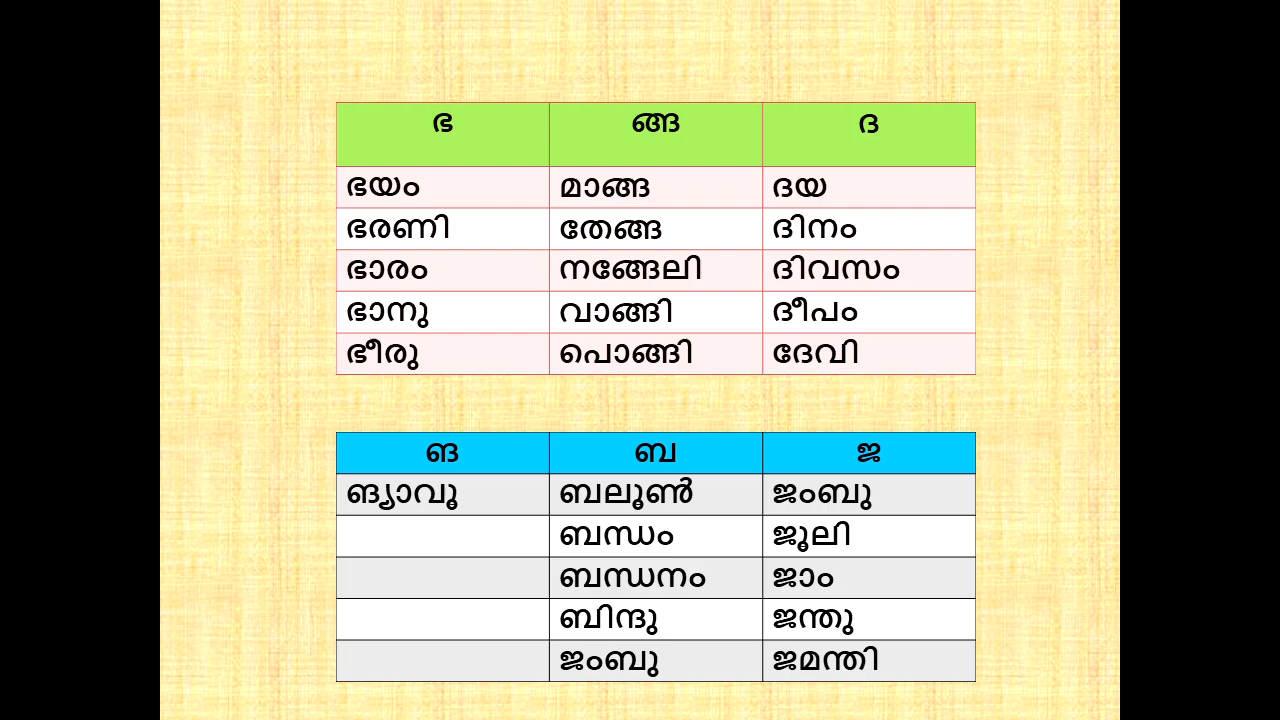 ഭ ങ്ങ ദ
ഭയം മാങ്ങ ദയ
ഭരണി തേങ്ങ ദിനം
ഭാരം നങ്ങേലി ദിവസം
ഭാനു വാങ്ങി ദീപം
ഭീരു പൊങ്ങി ദേവി
ങ ബ ജ
ങ്യാവൂ ബലൂൺ ജംബു
ബന്ധം ജൂലി
ബന്ധനം ജാം
ബിന്ദു ജന്തു
ജംബു ജമന്തി